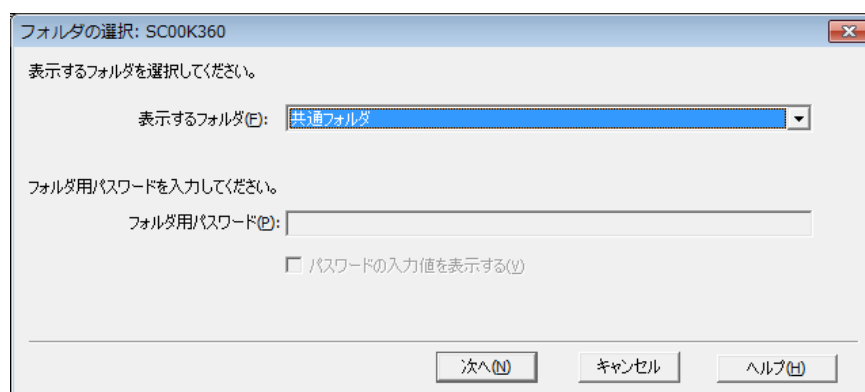 フォルダの選択: SC00K360
表示するフォルダを選択してください。
表示するフォルダ(F): 共通フォルダ
フォルダ用パスワードを入力してください。
フォルダ用パスワード(P):
パスワードの入力値を表示する(V)
次へ(N) キャンセル ヘルプ(H)